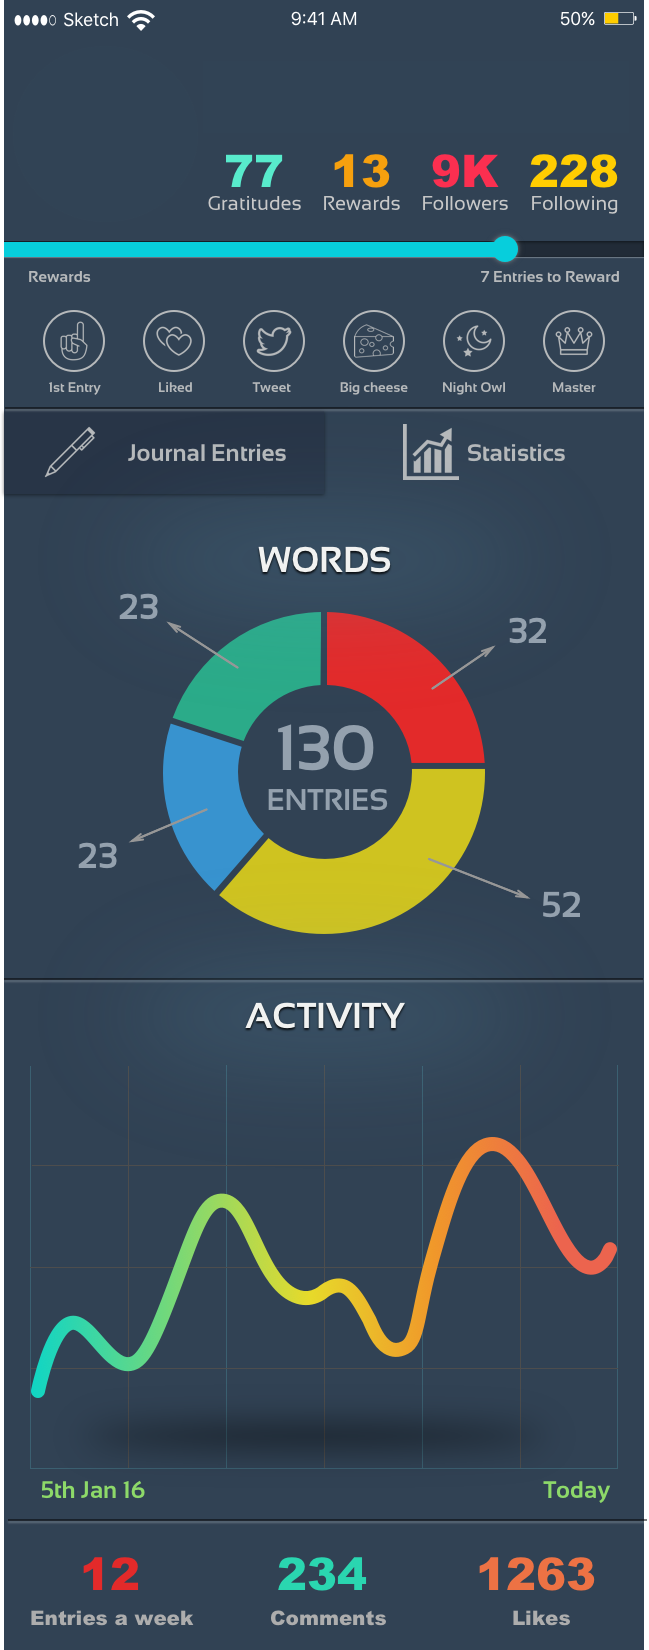 Sketch 9:41 AM 50%
77 13 9K 228
Gratitudes Rewards Followers Following
Rewards 7 Entries to Reward
1st Entry Liked Tweet Big cheese Night Owl Master
Journal Entries Statistics
WORDS
23
32
130
ENTRIES
23
52
ACTIVITY
5th Jan 16 Today
12 234 1263
Entries a week Comments Likes